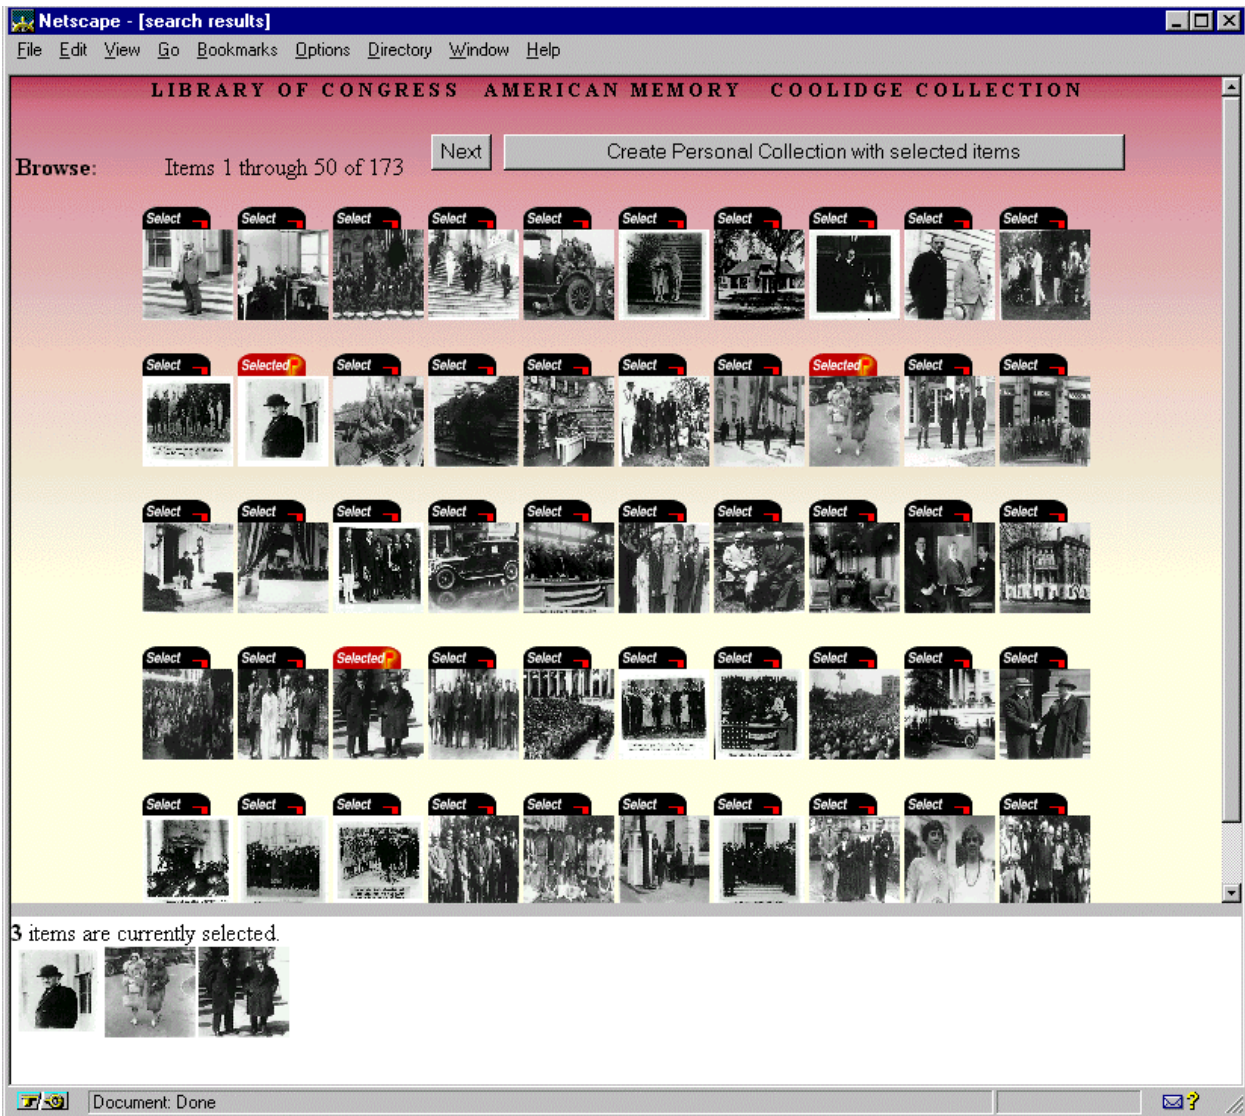 Netscape - [search results]
File Edit View Go Bookmarks Options Directory Window Help
LIBRARY OF CONGRESS AMERICAN MEMORY COOLIDGE COLLECTION
Browse: Items 1 through 50 of 173 Next Create Personal Collection with selected items
Select Select Select Select Select Select Select Select Select Select
Select Selected Select Select Select Select Select Selected Select Select
Select Select Select Select Select Select Select Select Select Select
Select Select Selected Select Select Select Select Select Select Select
Select Select Select Select Select Select Select Select Select Select
3 items are currently selected.
Document: Done